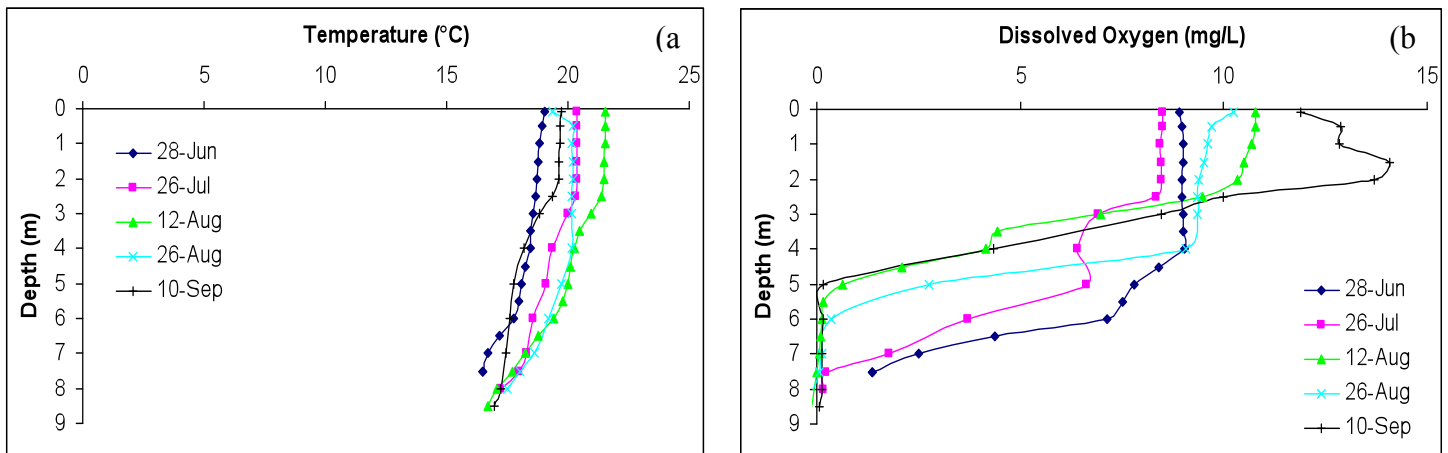 Temperature (°C) (a
0 5 10 15 20 25
0
1
2
3
4
5
6
7
8
9
Depth (m)
28-Jun
26-Jul
12-Aug
26-Aug
10-Sep
Dissolved Oxygen (mg/L) (b
0 5 10 15
0
1
2
3
4
5
6
7
8
9
Depth (m)
28-Jun
26-Jul
12-Aug
26-Aug
10-Sep